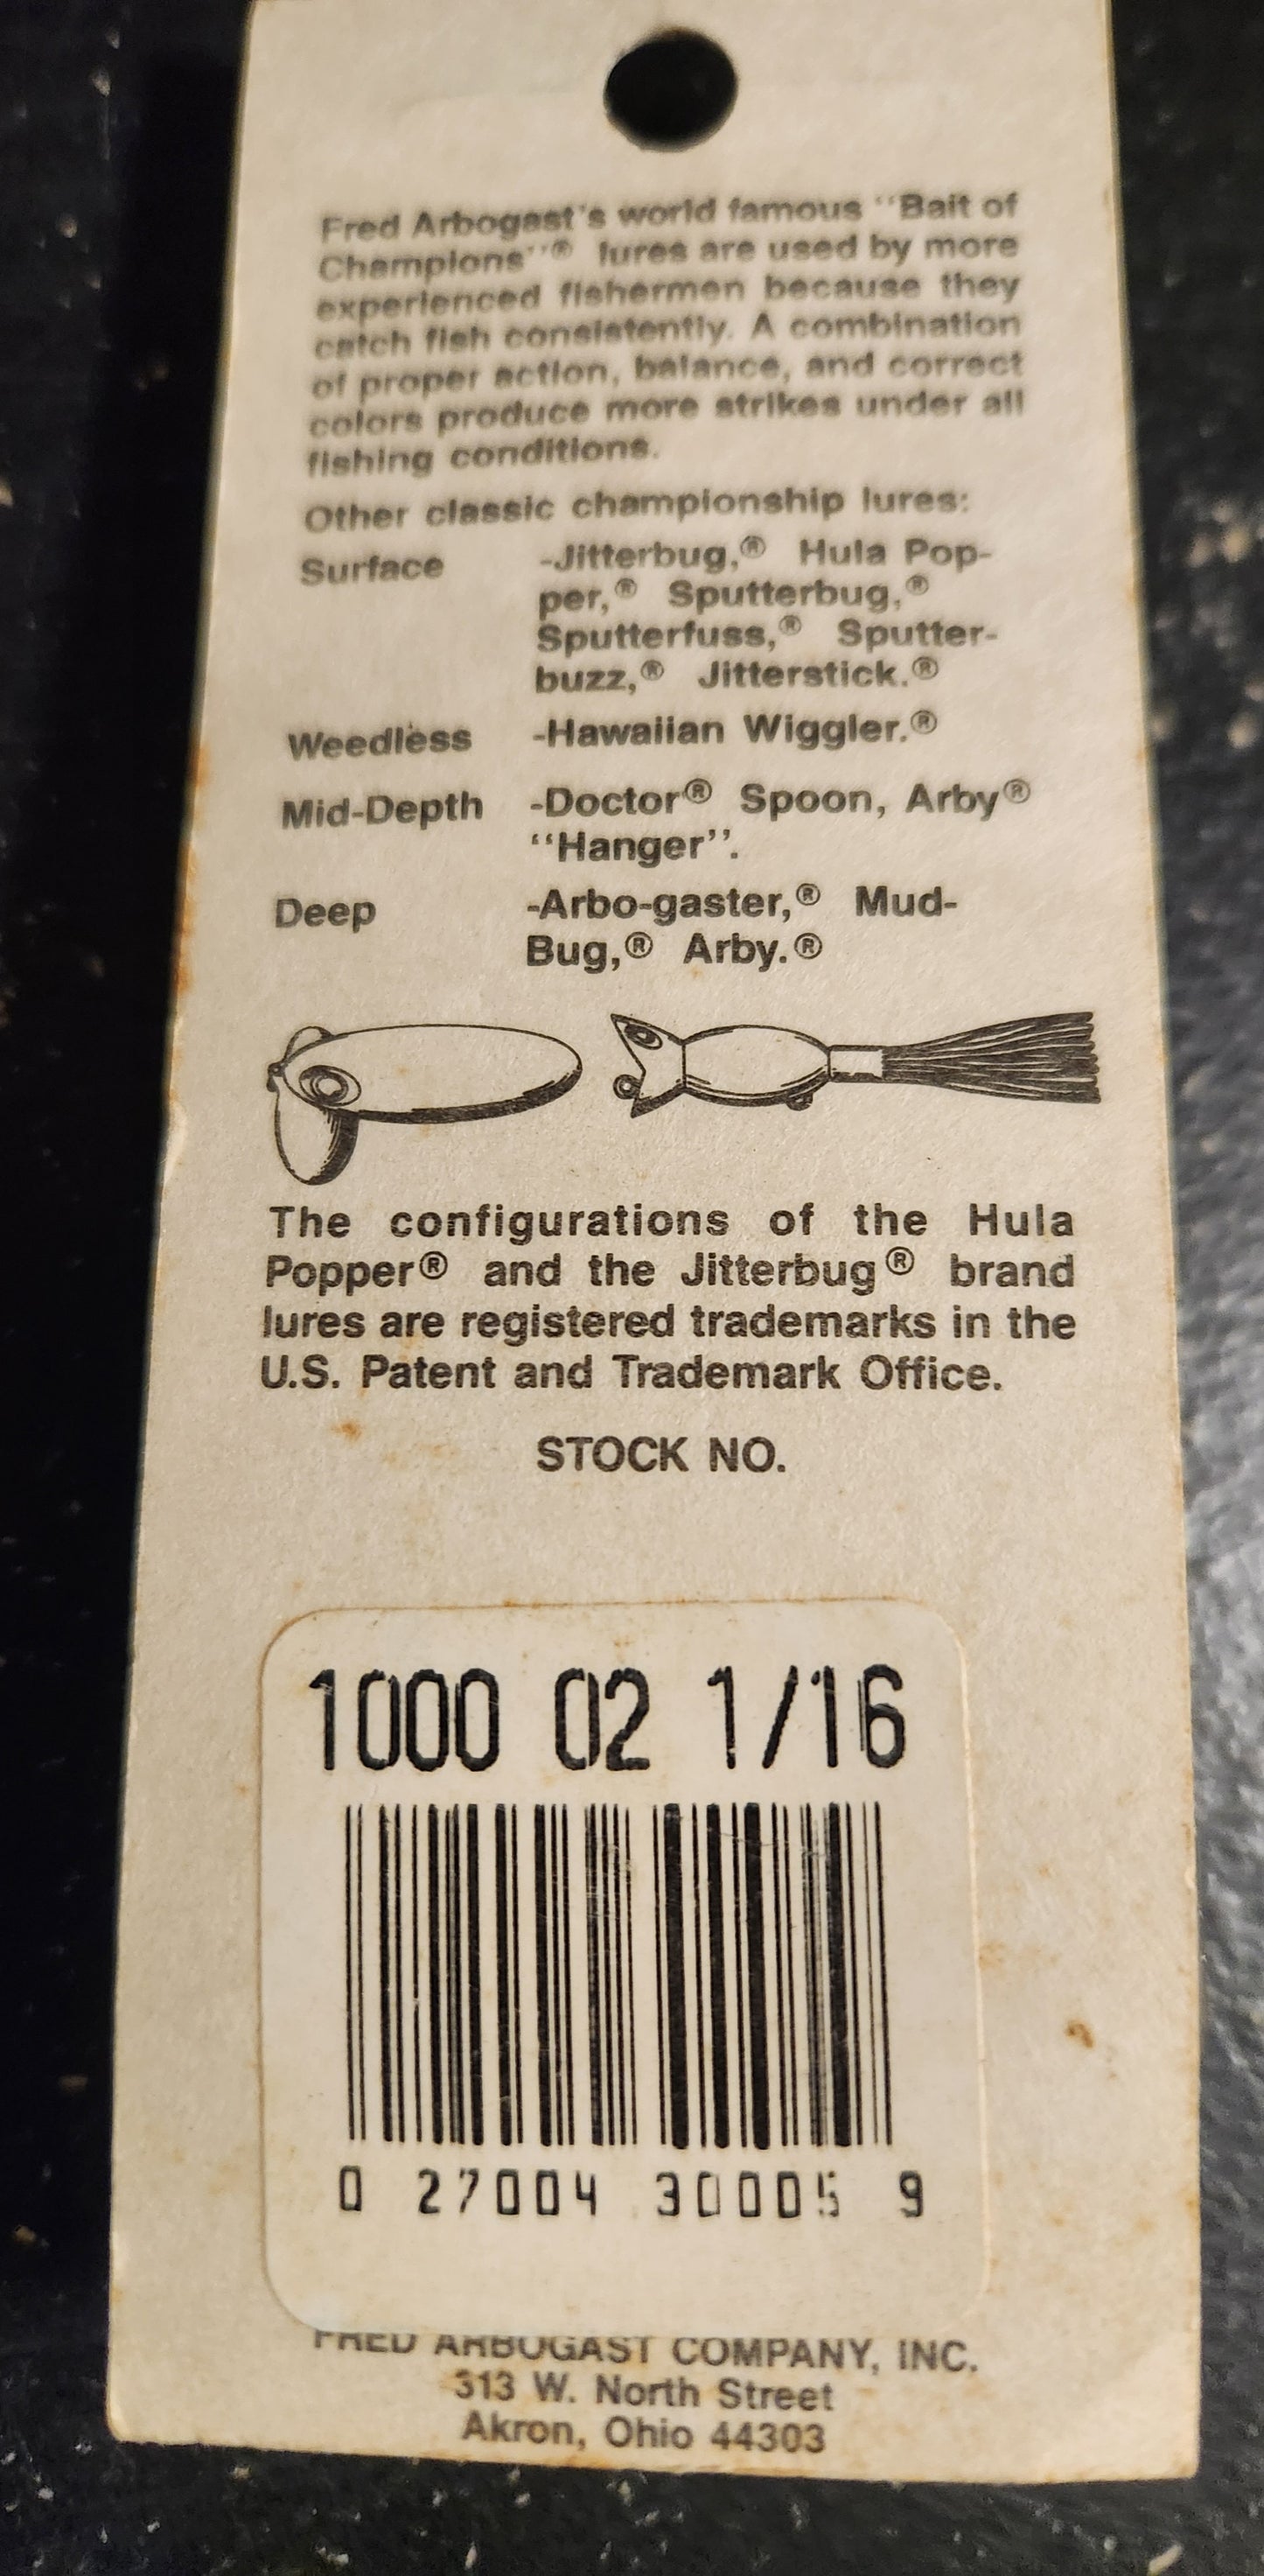 Fred Arbogast's world famous "Bait of
Champions"® lures are used by more
experienced fishermen because they
catch fish consistently. A combination
of proper action, balance, and correct
colors produce more strikes under all
fishing conditions.
Other classic championship lures:
Surface -Jitterbug,® Hula Pop-
per,® Sputterbug,®
Sputterfuss,® Sputter-
buzz,® Jitterstick.®
Weedless -Hawaiian Wiggler.®
Mid-Depth -Doctor® Spoon, Arby®
"Hanger".
Deep -Arbo-gaster,® Mud-
Bug,® Arby.®
The configurations of the Hula
Popper® and the Jitterbug® brand
lures are registered trademarks in the
U.S. Patent and Trademark Office.
STOCK NO.
1000 02 1/16
0 27004 30005 9
FRED ARBOGAST COMPANY, INC.
313 W. North Street
Akron, Ohio 44303